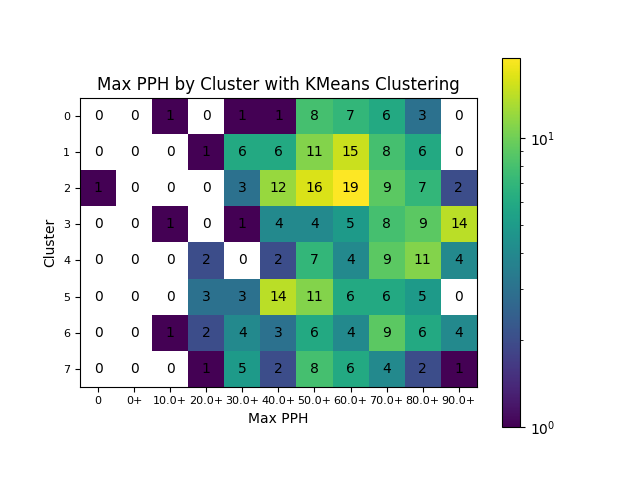 Max PPH by Cluster with KMeans Clustering
0 0 0 1 0 1 1 8 7 6 3 0
1 0 0 0 1 6 6 11 15 8 6 0
2 1 0 0 0 3 12 16 19 9 7 2
3 0 0 1 0 1 4 4 5 8 9 14
4 0 0 0 2 0 2 7 4 9 11 4
5 0 0 0 3 3 14 11 6 6 5 0
6 0 0 1 2 4 3 6 4 9 6 4
7 0 0 0 1 5 2 8 6 4 2 1
0 0+ 10.0+ 20.0+ 30.0+ 40.0+ 50.0+ 60.0+ 70.0+ 80.0+ 90.0+
Max PPH
Cluster
10¹
10⁰